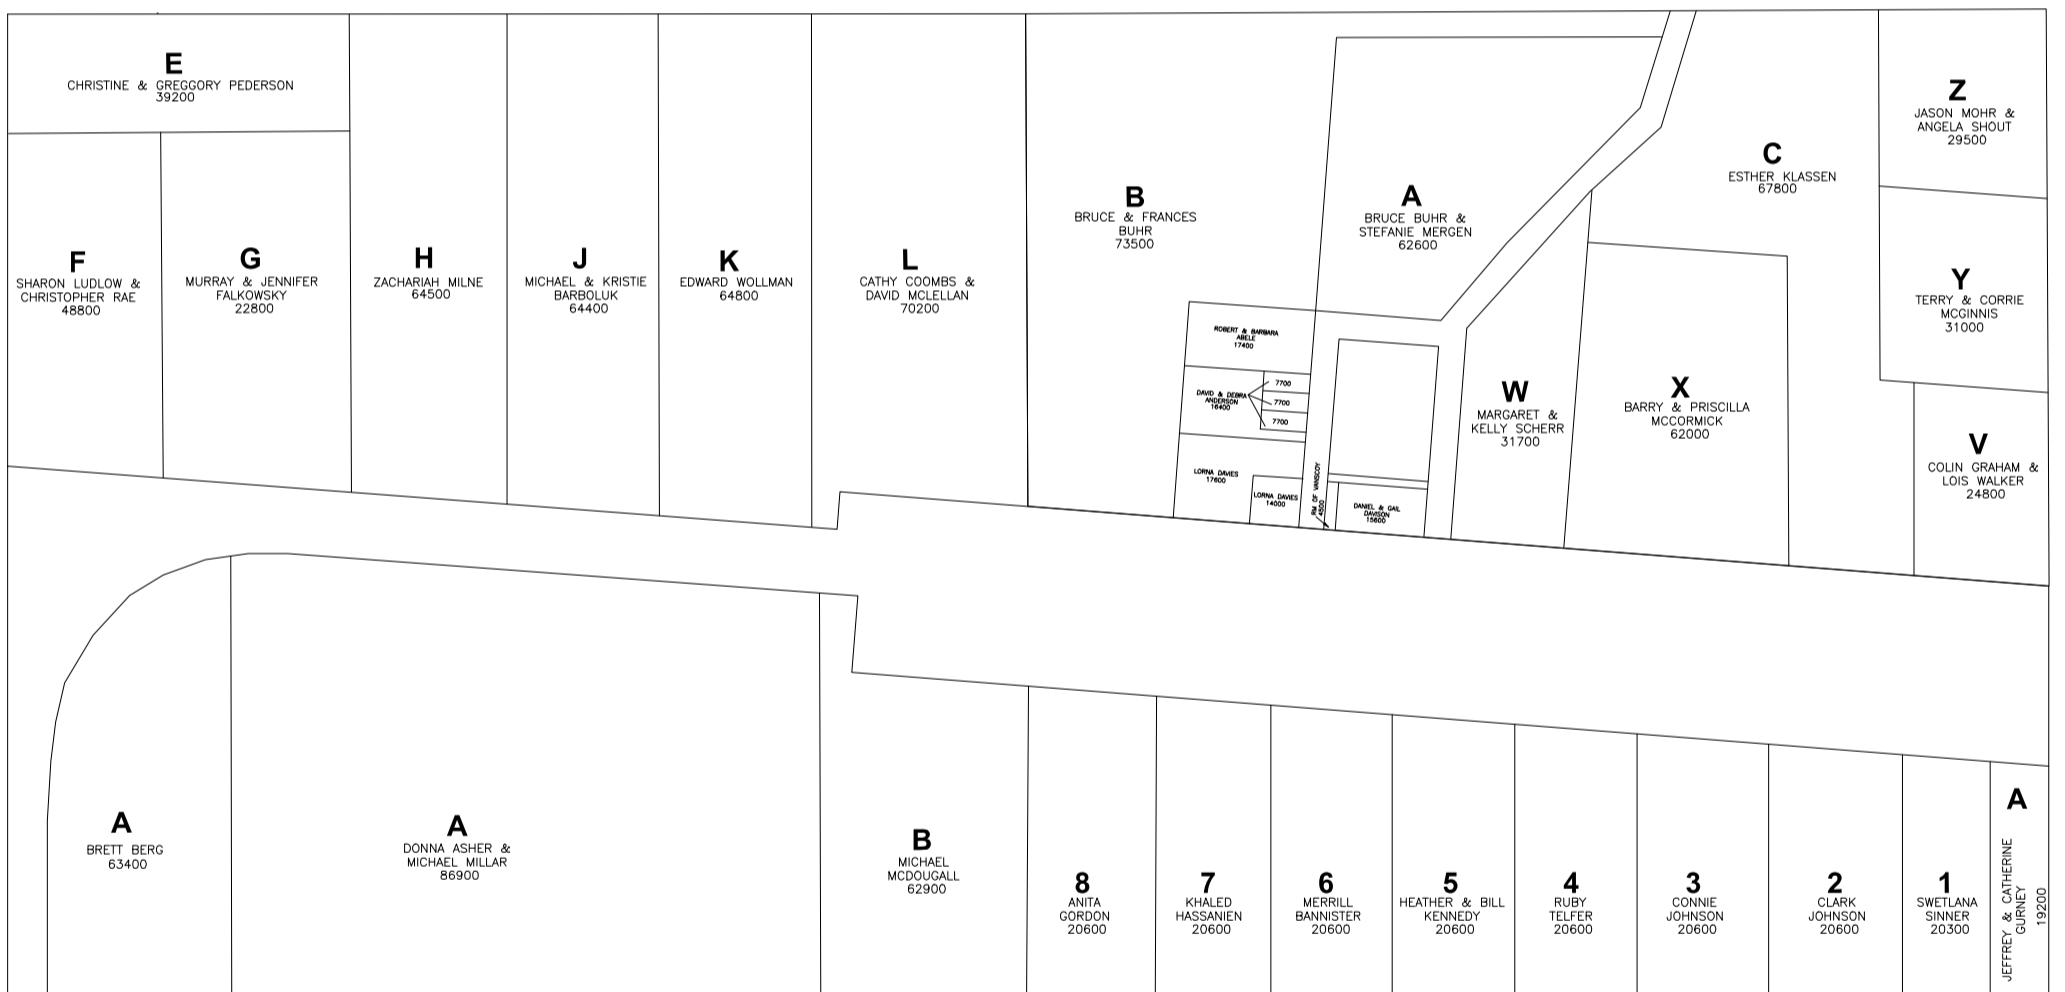 E
CHRISTINE & GREGGORY PEDERSON
39200
F
SHARON LUDLOW &
CHRISTOPHER RAE
48800
G
MURRAY & JENNIFER
FALKOWSKY
22800
H
ZACHARIAH MILNE
64500
J
MICHAEL & KRISTIE
BARBOLUK
64400
K
EDWARD WOLLMAN
64800
L
CATHY COOMBS &
DAVID MCLELLAN
70200
B
BRUCE & FRANCES
BUHR
73500
A
BRUCE BUHR &
STEFANIE MERGEN
62600
C
ESTHER KLASSEN
67800
Z
JASON MOHR &
ANGELA SHOUT
29500
Y
TERRY & CORRIE
MCGINNIS
31000
ROBERT & BARBARA
ABELE
17400
DAVID & DEBRA
ANDERSON
16400
7700
7700
7700
LORNA DAVIES
17600
LORNA DAVIES
14000
RM OF VANSCOY
4500
DANIEL & GAIL
DAVISON
15600
W
MARGARET &
KELLY SCHERR
31700
X
BARRY & PRISCILLA
MCCORMICK
62000
V
COLIN GRAHAM &
LOIS WALKER
24800
A
BRETT BERG
63400
A
DONNA ASHER &
MICHAEL MILLAR
86900
B
MICHAEL
MCDOUGALL
62900
8
ANITA
GORDON
20600
7
KHALED
HASSANIEN
20600
6
MERRILL
BANNISTER
20600
5
HEATHER & BILL
KENNEDY
20600
4
RUBY
TELFER
20600
3
CONNIE
JOHNSON
20600
2
CLARK
JOHNSON
20600
1
SWETLANA
SINNER
20300
A
JEFFREY & CATHERINE
GURNEY
19200